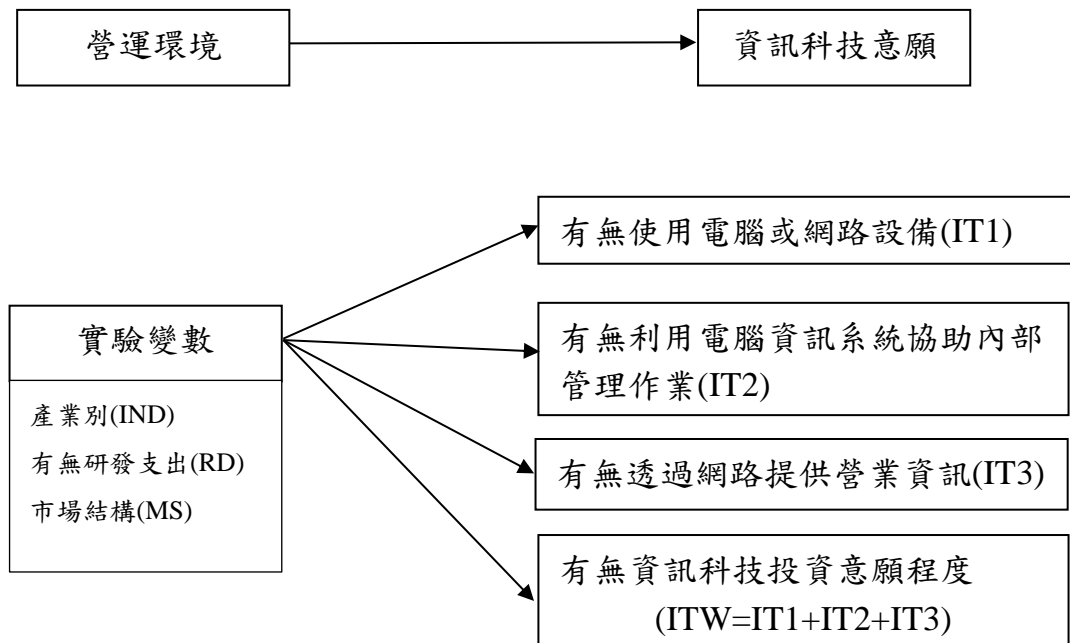 營運環境
資訊科技意願
有無使用電腦或網路設備(IT1)
實驗變數
產業別(IND)
有無研發支出(RD)
市場結構(MS)
有無利用電腦資訊系統協助內部
管理作業(IT2)
有無透過網路提供營業資訊(IT3)
有無資訊科技投資意願程度
(ITW=IT1+IT2+IT3)